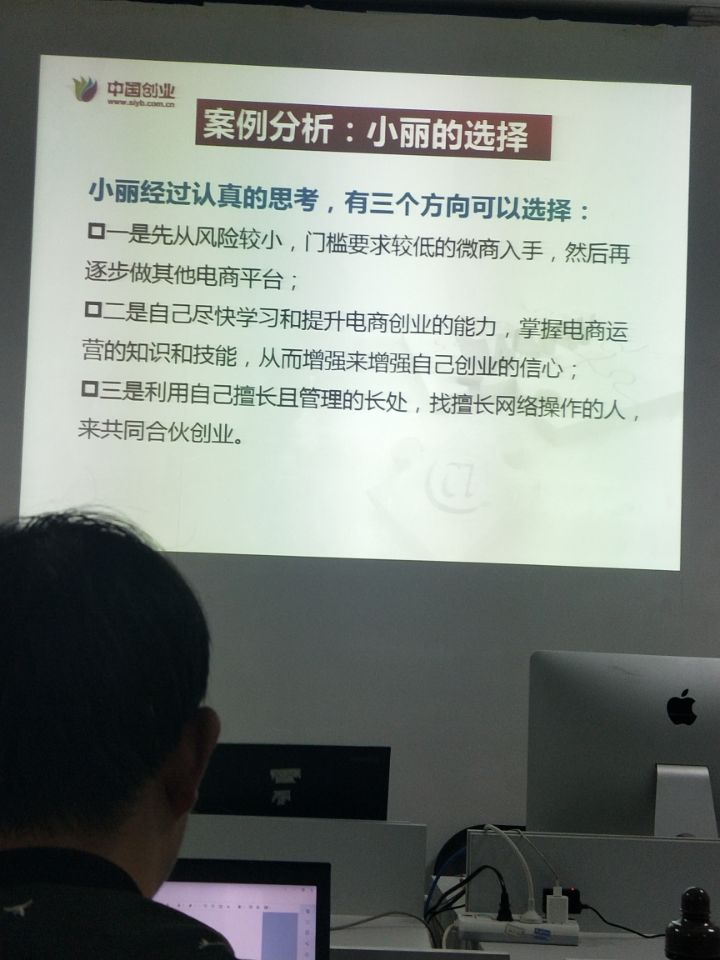 中国创业
www.siyb.com.cn
案例分析：小丽的选择
小丽经过认真的思考，有三个方向可以选择：
一是先从风险较小，门槛要求较低的微商入手，然后再
逐步做其他电商平台；
二是自己尽快学习和提升电商创业的能力，掌握电商运
营的知识和技能，从而增强来增强自己创业的信心；
三是利用自己擅长且管理的长处，找擅长网络操作的人，
来共同合伙创业。